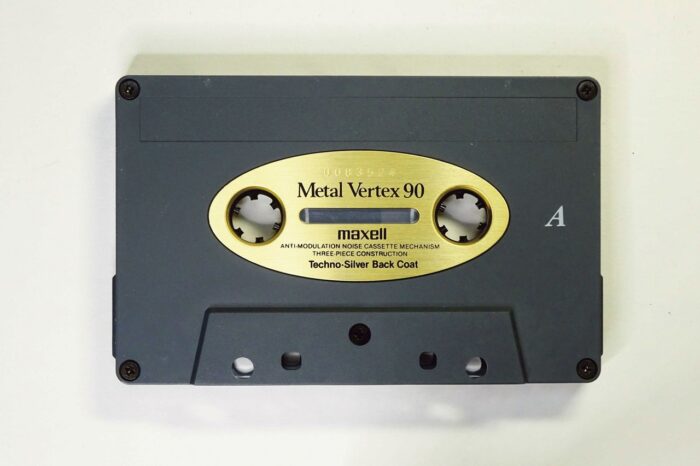 Metal Vertex 90
maxell
ANTI-MODULATION NOISE CASSETTE MECHANISM
THREE-PIECE CONSTRUCTION
Techno-Silver Back Coat
A